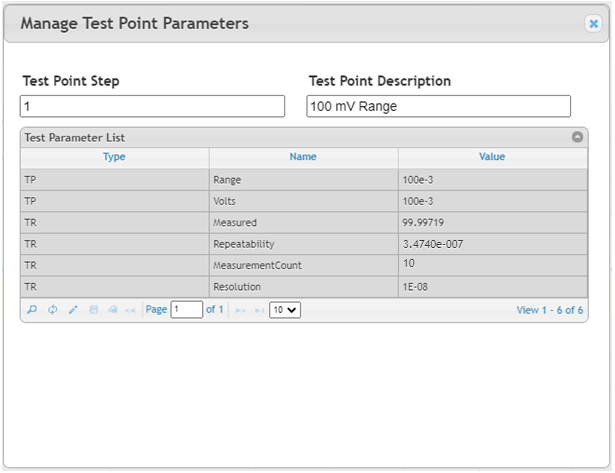 Manage Test Point Parameters
Test Point Step Test Point Description
1 100 mV Range
Test Parameter List
Type Name Value
TP Range 100e-3
TP Volts 100e-3
TR Measured 99.99719
TR Repeatability 3.4740e-007
TR MeasurementCount 10
TR Resolution 1E-08
Page 1 of 1 10 View 1 - 6 of 6